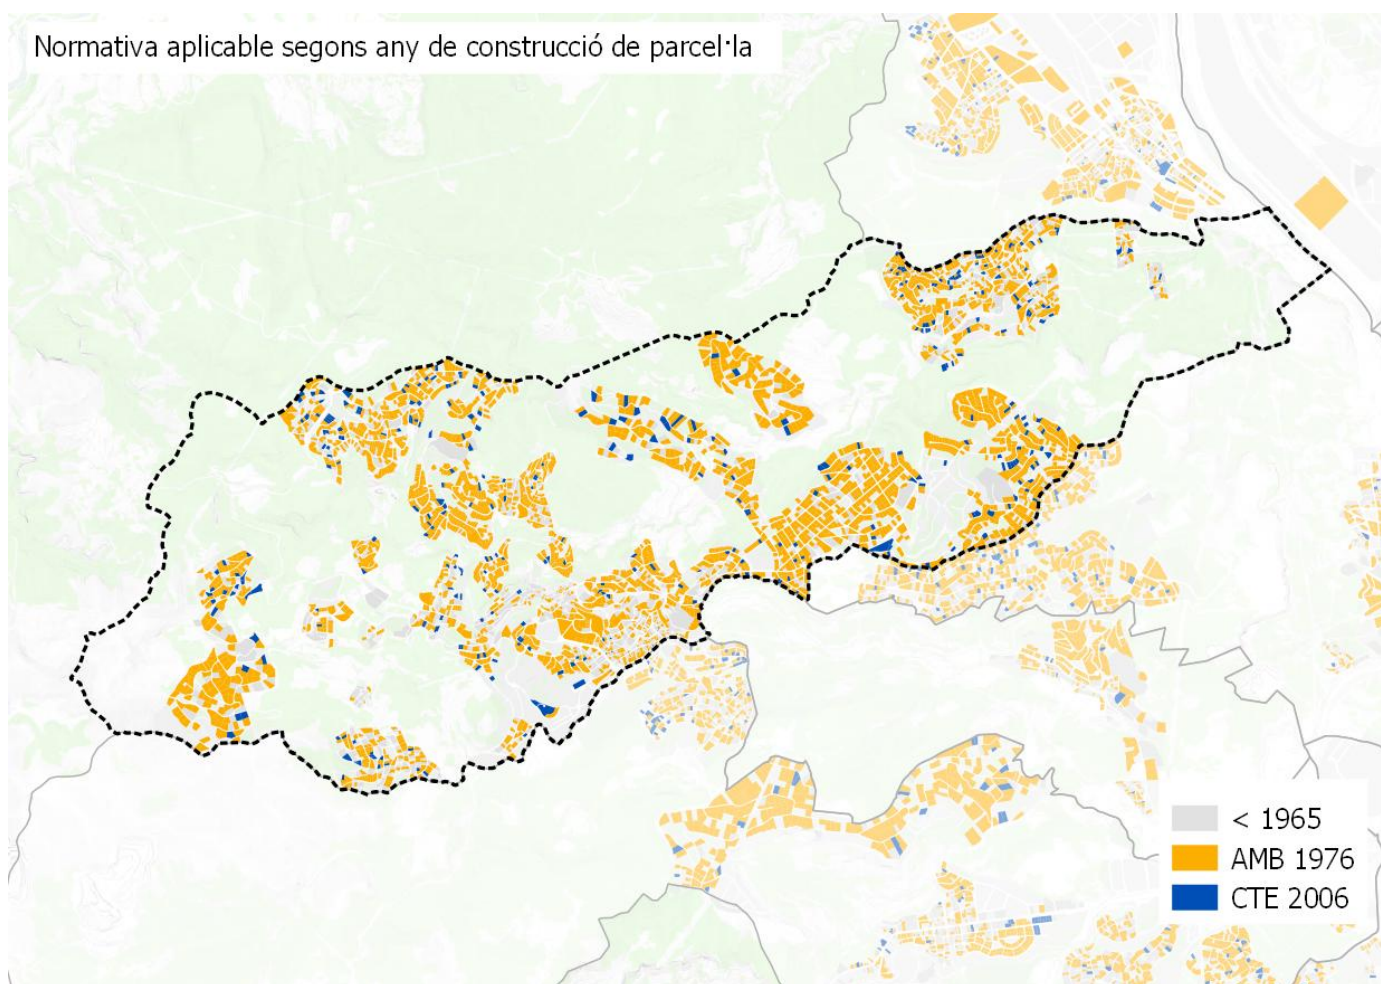 Normativa aplicable segons any de construcció de parcel·la
< 1965
AMB 1976
CTE 2006